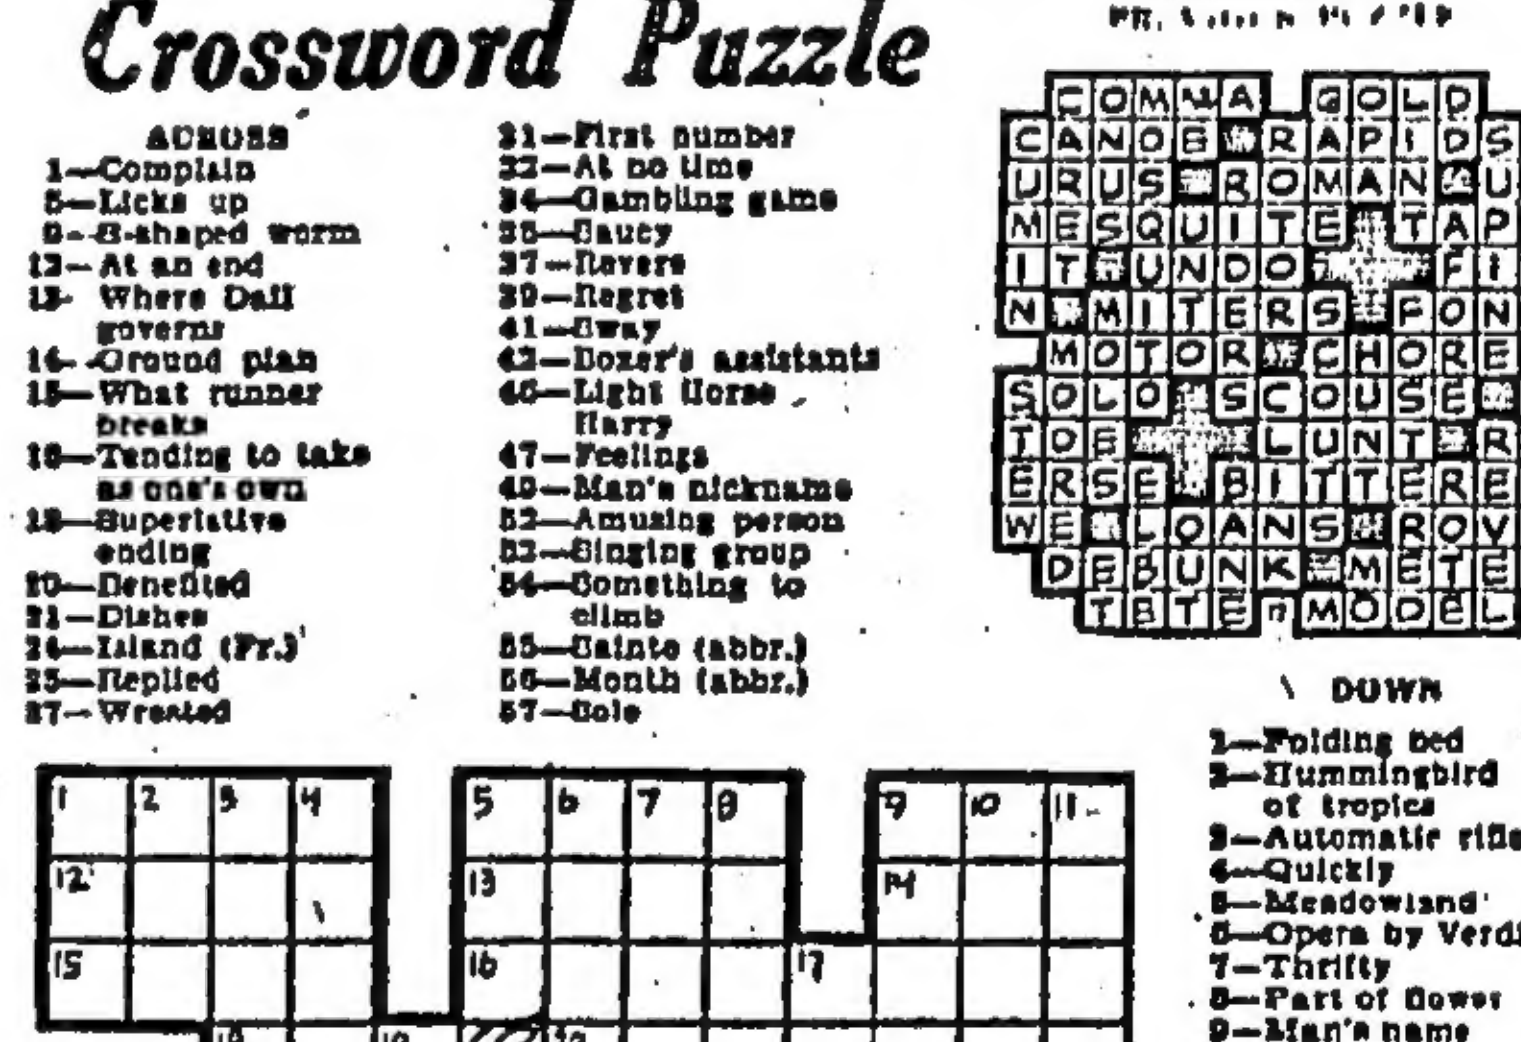 Crossword Puzzle
ACROSS
1—Complain
5—Licks up
9—S-shaped worm
12—At an end
13- Where Dail
governs
14- Ground plan
15—What runner
breaks
16—Tending to take
as one's own
18—Superlative
ending
20—Benefited
21—Dishes
24—Island (Fr.)
25—Replied
27—Wrested
31—First number
32—At no time
34—Gambling game
35—Saucy
37—Ravers
39—Regret
41—Sway
42—Boxer's assistants
46—Light Horse
Harry
47—Feelings
49—Man's nickname
52—Amusing person
53—Singing group
54—Something to
climb
55—Sainte (abbr.)
56—Month (abbr.)
57—Sole
COMMA GOLD
CANOE RAPIDS
URUS ROMAN U
MESQUITE TAP
IT UNDO FI
N MITERS FON
MOTOR CHORE
SOLO SCOUSE
TOE LUNT R
ERSE BITTERE
WE LOANS ROV
DEBUNK METE
TBTE MODEL
DOWN
1—Folding bed
2—Hummingbird
of tropics
3—Automatic rifle
4—Quickly
5—Meadowland
6—Opera by Verdi
7—Thrifty
8—Part of flower
9—Man's name
1 2 3 4 5 6 7 8 9 10 11
12 13 14
15 16 17
18 19 20